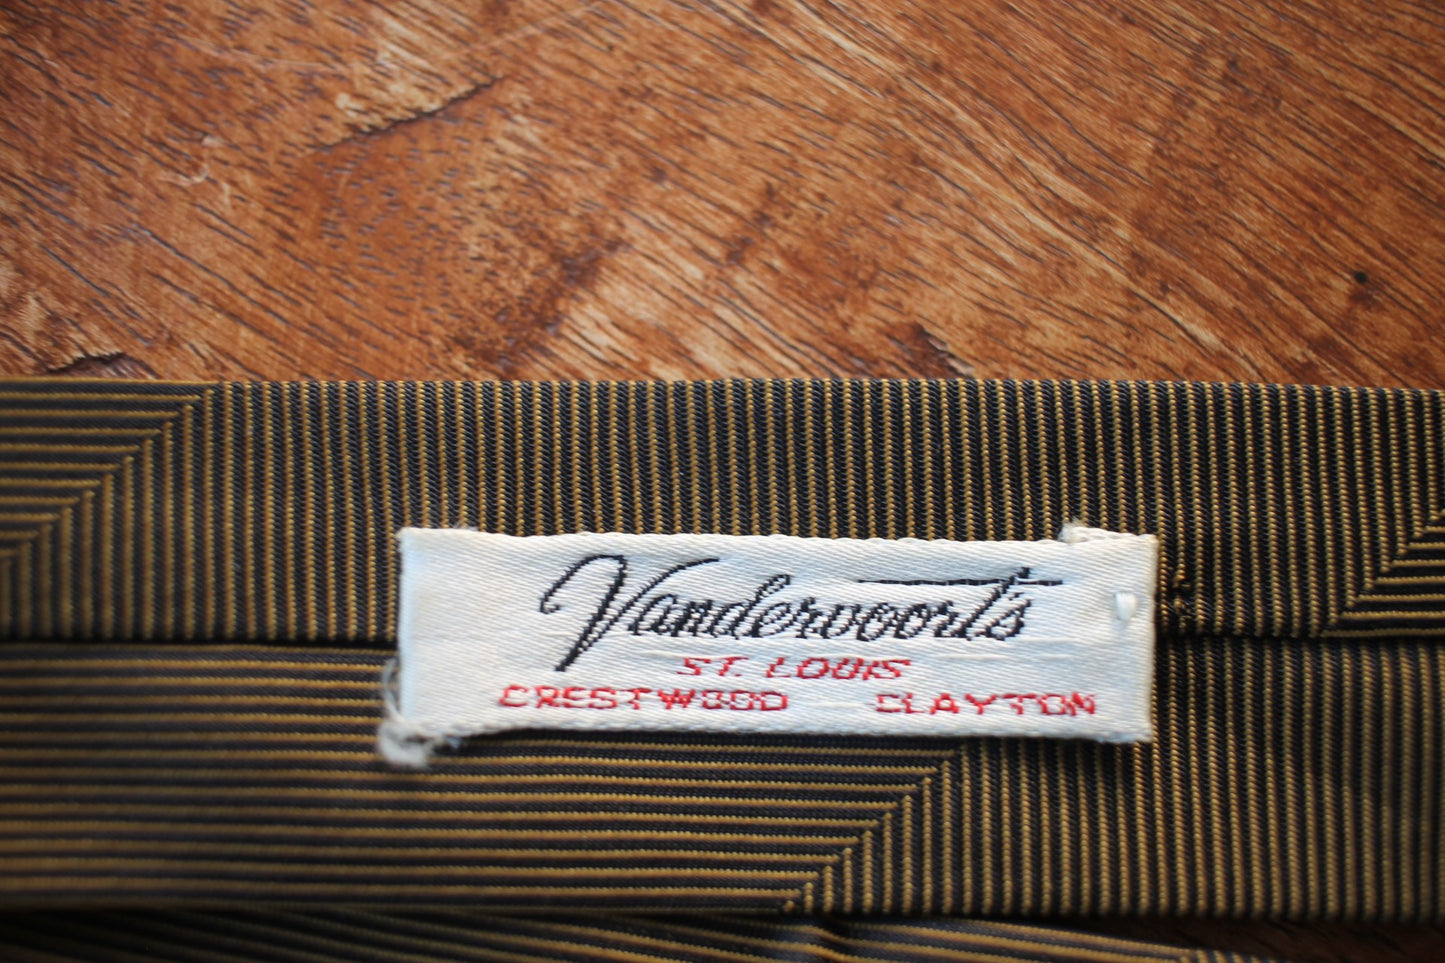 Vandervoort's
ST. LOUIS
CRESTWOOD CLAYTON